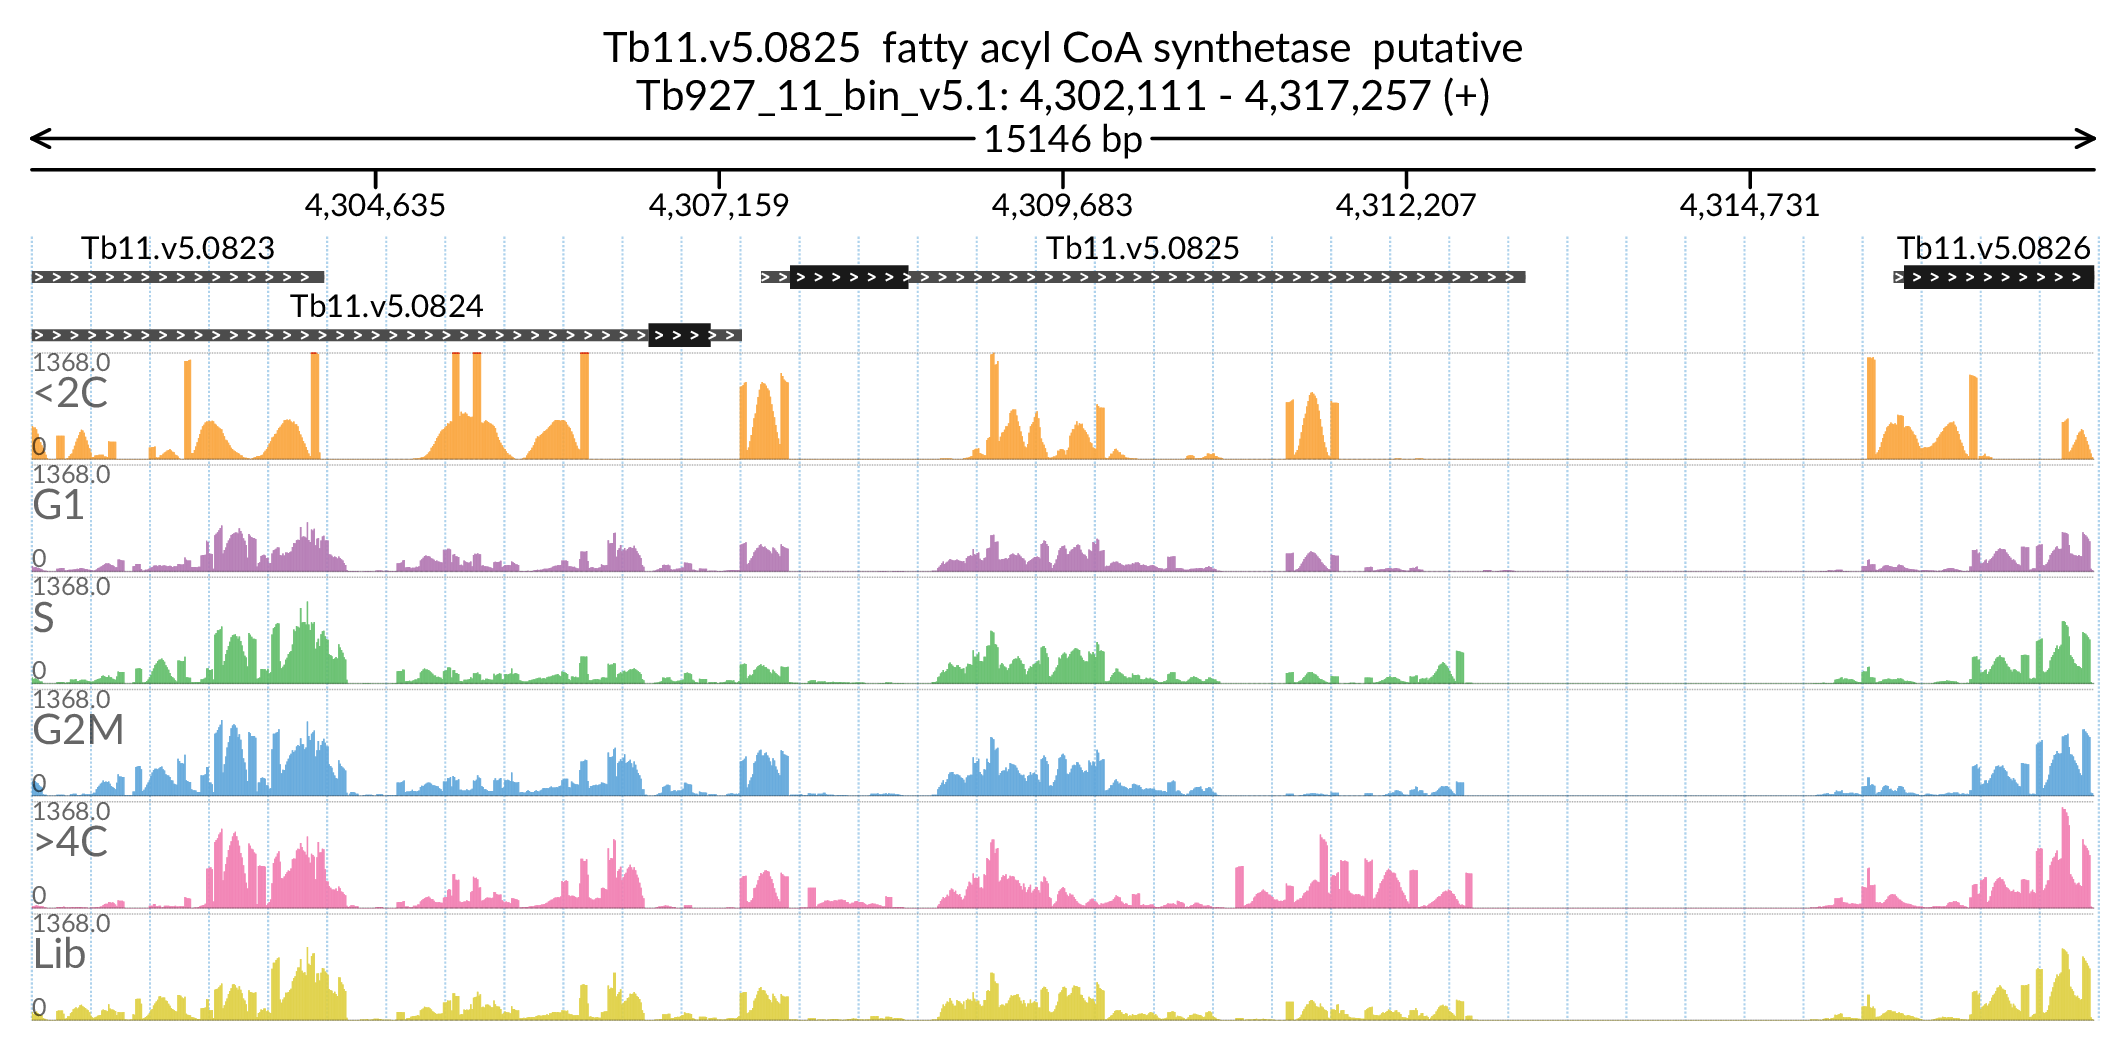 Tb11.v5.0825 fatty acyl CoA synthetase putative
Tb927_11_bin_v5.1: 4,302,111 - 4,317,257 (+)
15146 bp
4,304,635 4,307,159 4,309,683 4,312,207 4,314,731
Tb11.v5.0823 Tb11.v5.0825 Tb11.v5.0826
Tb11.v5.0824
1368.0
<2C
0
1368.0
G1
0
1368.0
S
0
1368.0
G2M
0
1368.0
>4C
0
1368.0
Lib
0